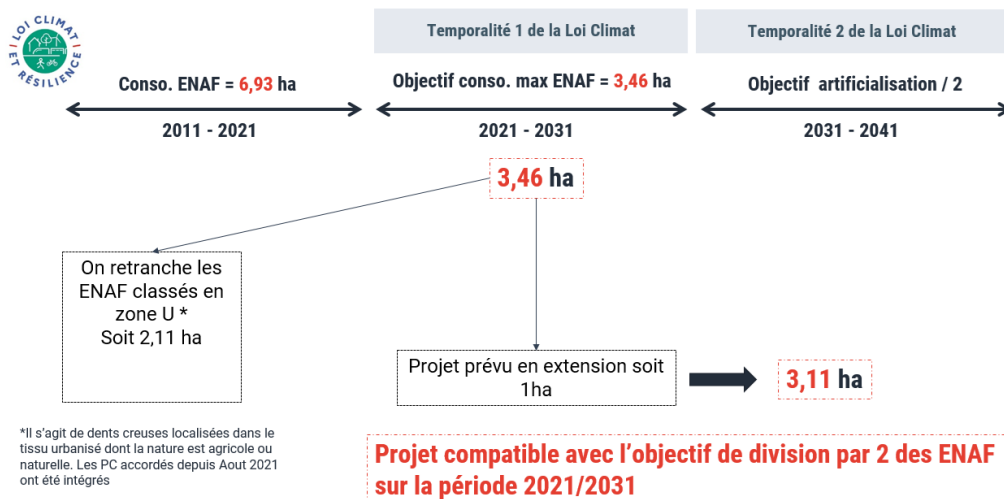 LOI CLIMAT
ET RÉSILIENCE
Temporalité 1 de la Loi Climat
Temporalité 2 de la Loi Climat
Conso. ENAF = 6,93 ha
Objectif conso. max ENAF = 3,46 ha
Objectif artificialisation / 2
2011 - 2021
2021 - 2031
2031 - 2041
3,46 ha
On retranche les
ENAF classés en
zone U *
Soit 2,11 ha
Projet prévu en extension soit
1ha
3,11 ha
*Il s'agit de dents creuses localisées dans le
tissu urbanisé dont la nature est agricole ou
naturelle. Les PC accordés depuis Aout 2021
ont été intégrés
Projet compatible avec l'objectif de division par 2 des ENAF
sur la période 2021/2031